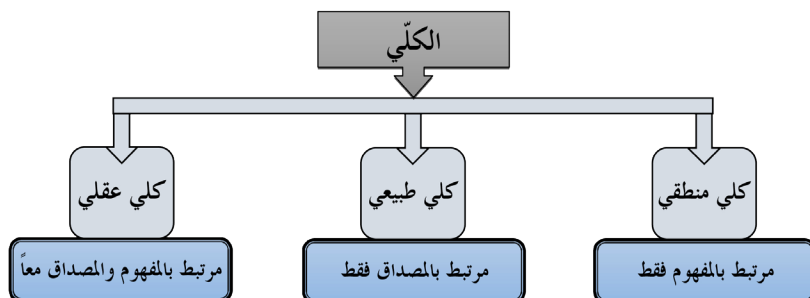 الكلّي
كلي منطقي
كلي طبيعي
كلي عقلي
مرتبط بالمفهوم فقط
مرتبط بالمصداق فقط
مرتبط بالمفهوم والمصداق معاً